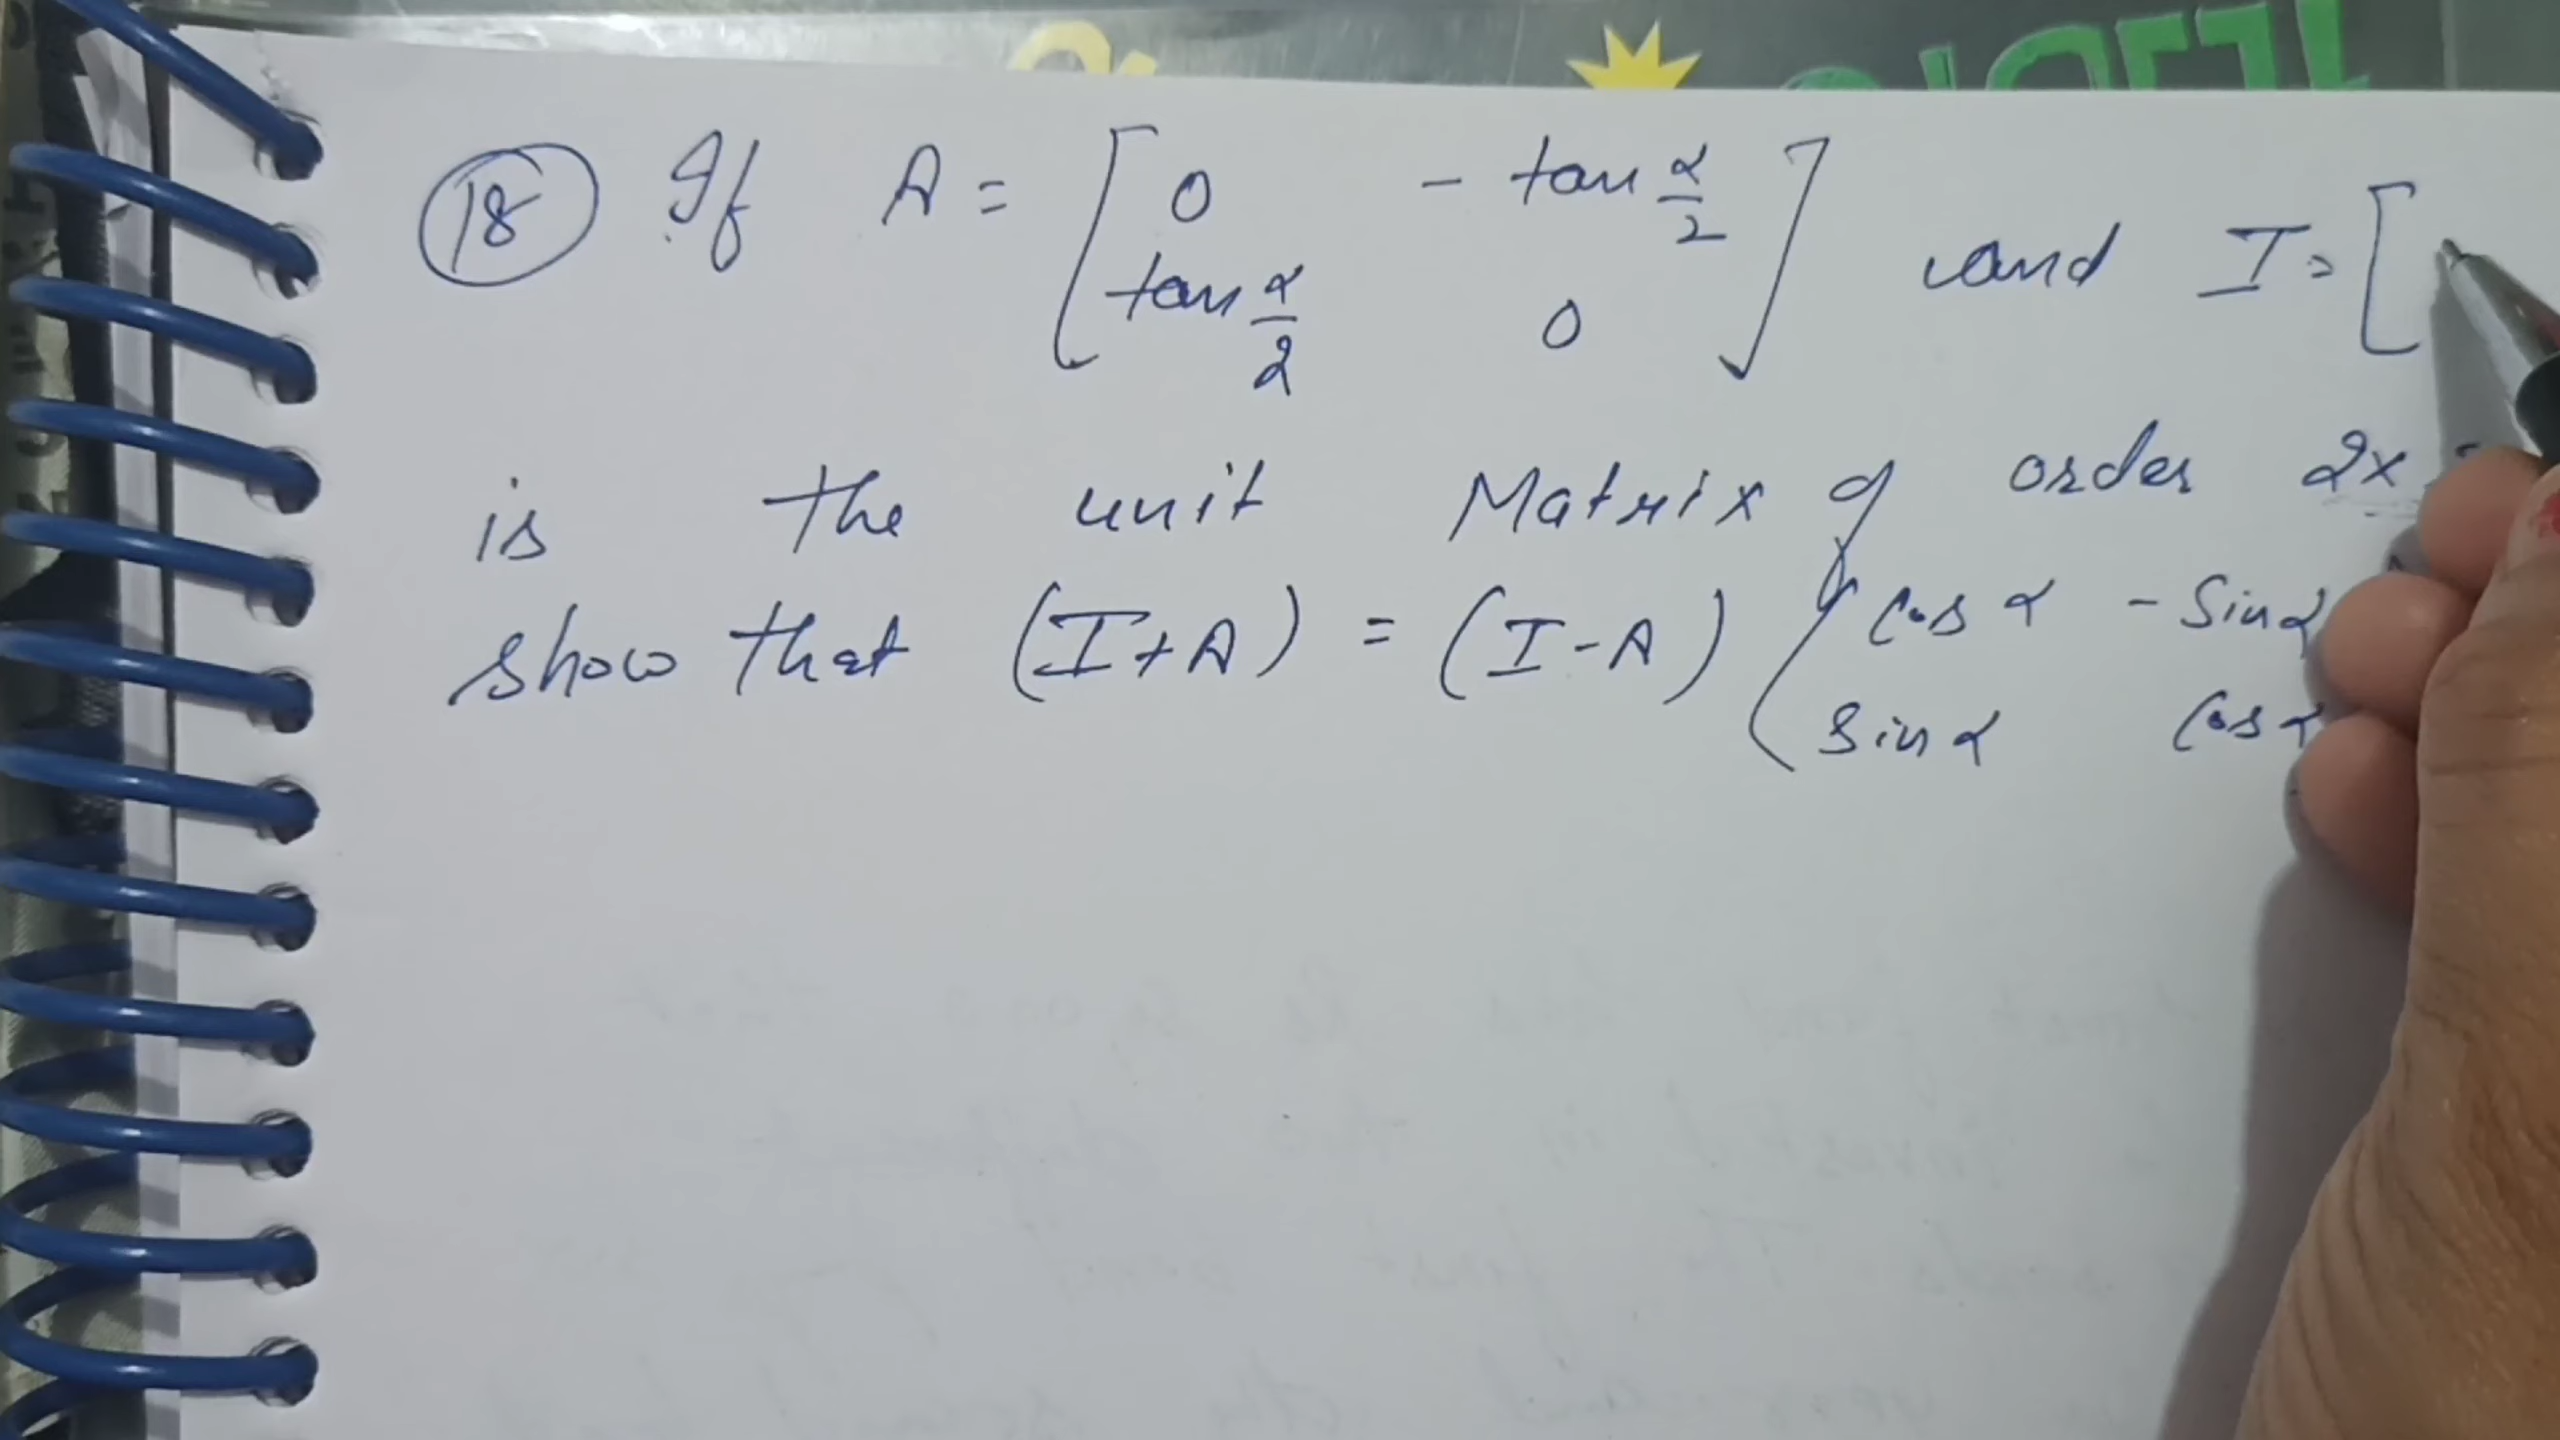 18 If A = [ 0 - tan α/2
tan α/2 0 ] and I = [
is the unit Matrix of order 2x
show that (I+A) = (I-A) ( cos α - Sin α
Sin α Cos α